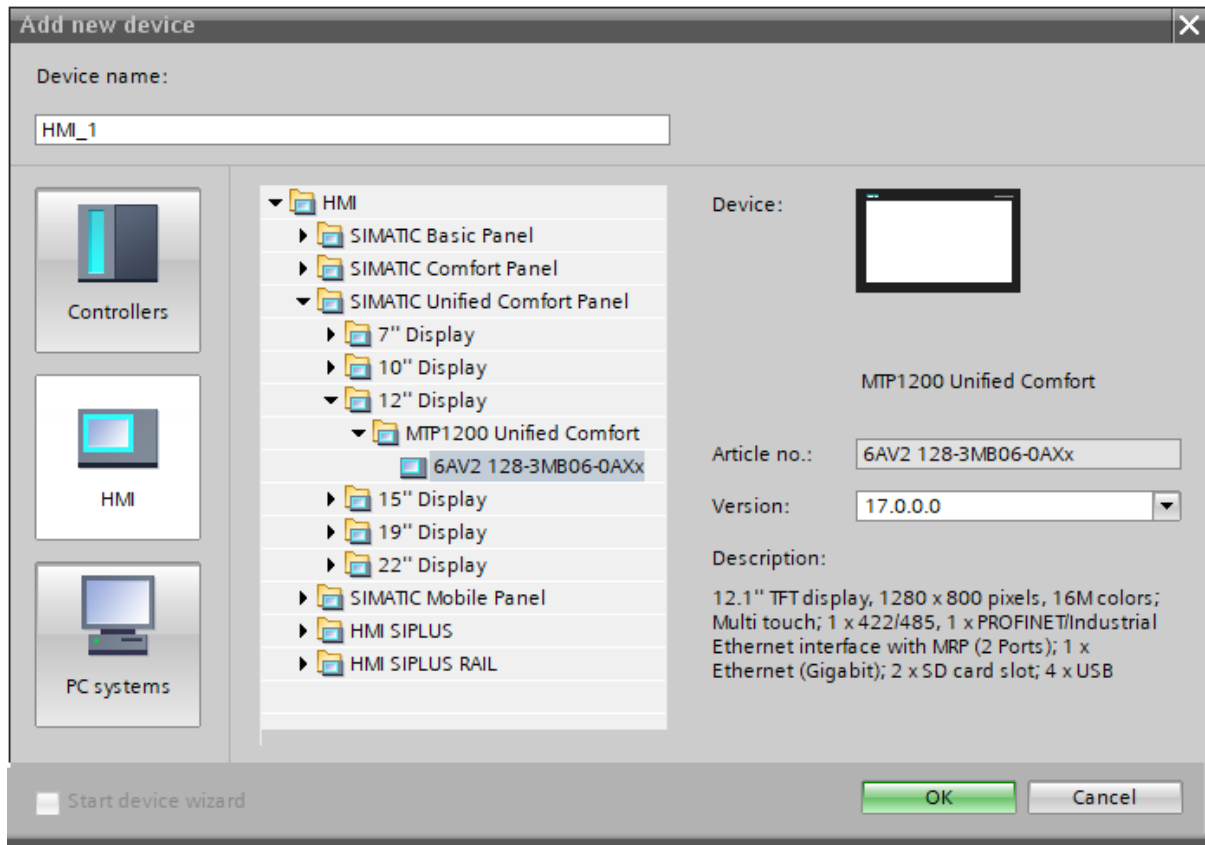 Add new device
Device name:
HMI_1
Controllers
HMI
PC systems
HMI
SIMATIC Basic Panel
SIMATIC Comfort Panel
SIMATIC Unified Comfort Panel
7'' Display
10'' Display
12'' Display
MTP1200 Unified Comfort
6AV2 128-3MB06-0AXx
15'' Display
19'' Display
22'' Display
SIMATIC Mobile Panel
HMI SIPLUS
HMI SIPLUS RAIL
Device:
MTP1200 Unified Comfort
Article no.: 6AV2 128-3MB06-0AXx
Version: 17.0.0.0
Description:
12.1'' TFT display, 1280 x 800 pixels, 16M colors;
Multi touch; 1 x 422/485, 1 x PROFINET/Industrial
Ethernet interface with MRP (2 Ports); 1 x
Ethernet (Gigabit); 2 x SD card slot; 4 x USB
Start device wizard
OK Cancel